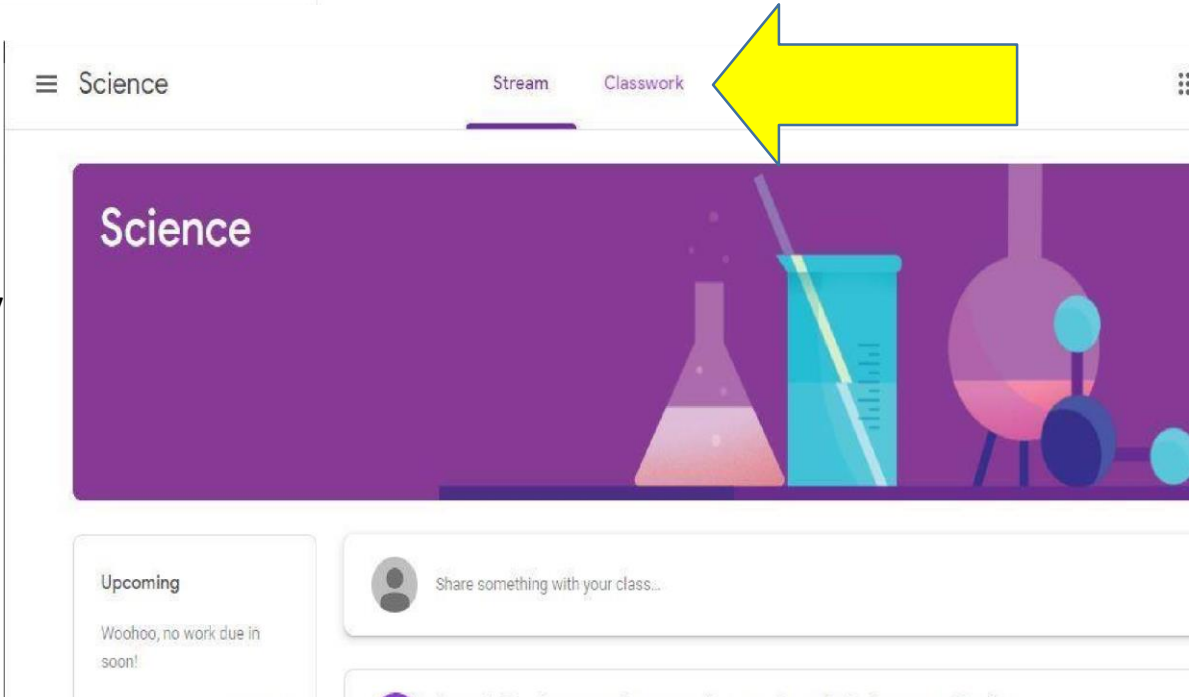 Science
Stream Classwork
Science
Upcoming
Woohoo, no work due in
soon!
Share something with your class...